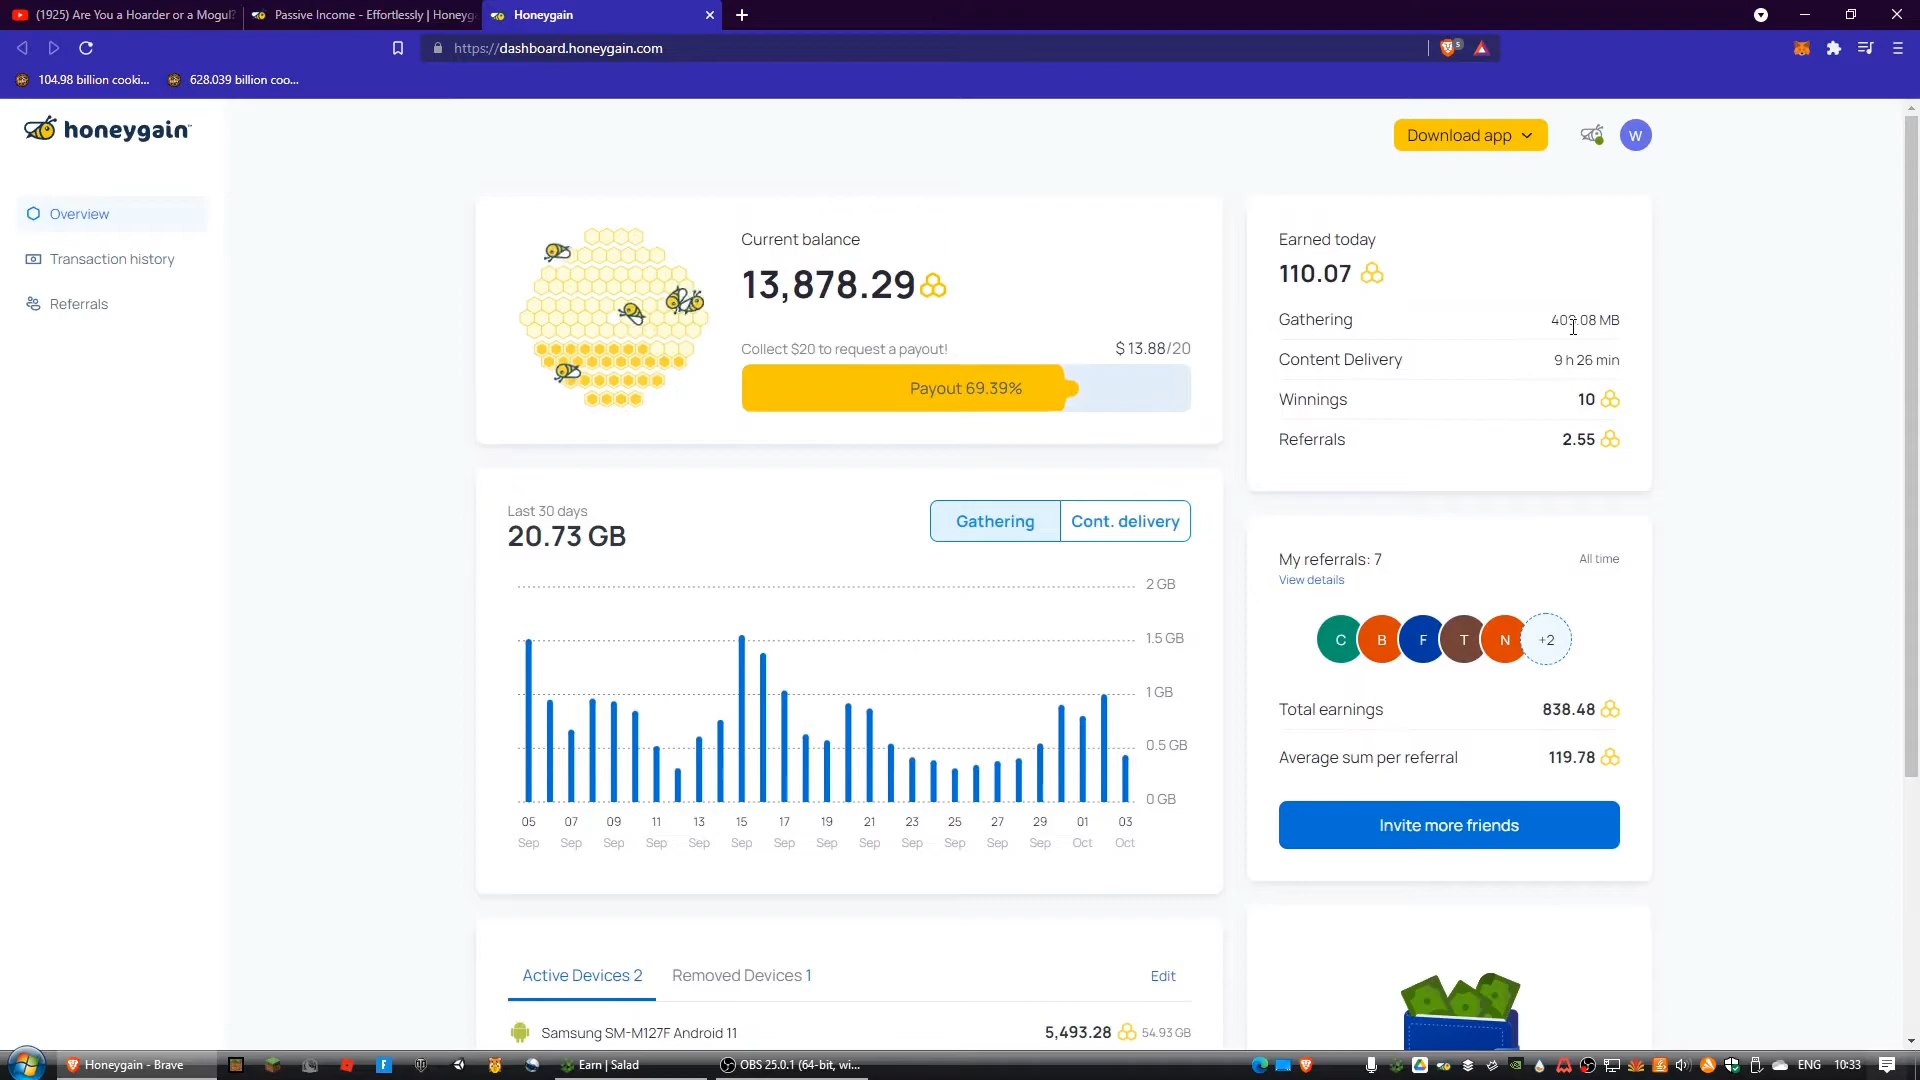 (1925) Are You a Hoarder or a Mogul?
Passive Income - Effortlessly | Honeyg
Honeygain
https://dashboard.honeygain.com
5
104.98 billion cooki...
628.039 billion coo...
honeygain
Download app
W
Overview
Transaction history
Referrals
Current balance
13,878.29
Collect $20 to request a payout!
$ 13.88/20
Payout 69.39%
Earned today
110.07
Gathering
Content Delivery
9 h 26 min
Winnings
10
Referrals
2.55
Last 30 days
20.73 GB
Gathering
Cont. delivery
2 GB
1.5 GB
1 GB
0.5 GB
0 GB
05 07 09 11 13 15 17 19 21 23 25 27 29 01 03
Sep Sep Sep Sep Sep Sep Sep Sep Sep Sep Sep Sep Sep Oct Oct
My referrals: 7
All time
View details
C B F T N +2
Total earnings
838.48
Average sum per referral
119.78
Invite more friends
Active Devices 2
Removed Devices 1
Edit
Samsung SM-M127F Android 11
5,493.28
54.93 GB
Honeygain - Brave
Earn | Salad
OBS 25.0.1 (64-bit, wi...
ENG
10:33